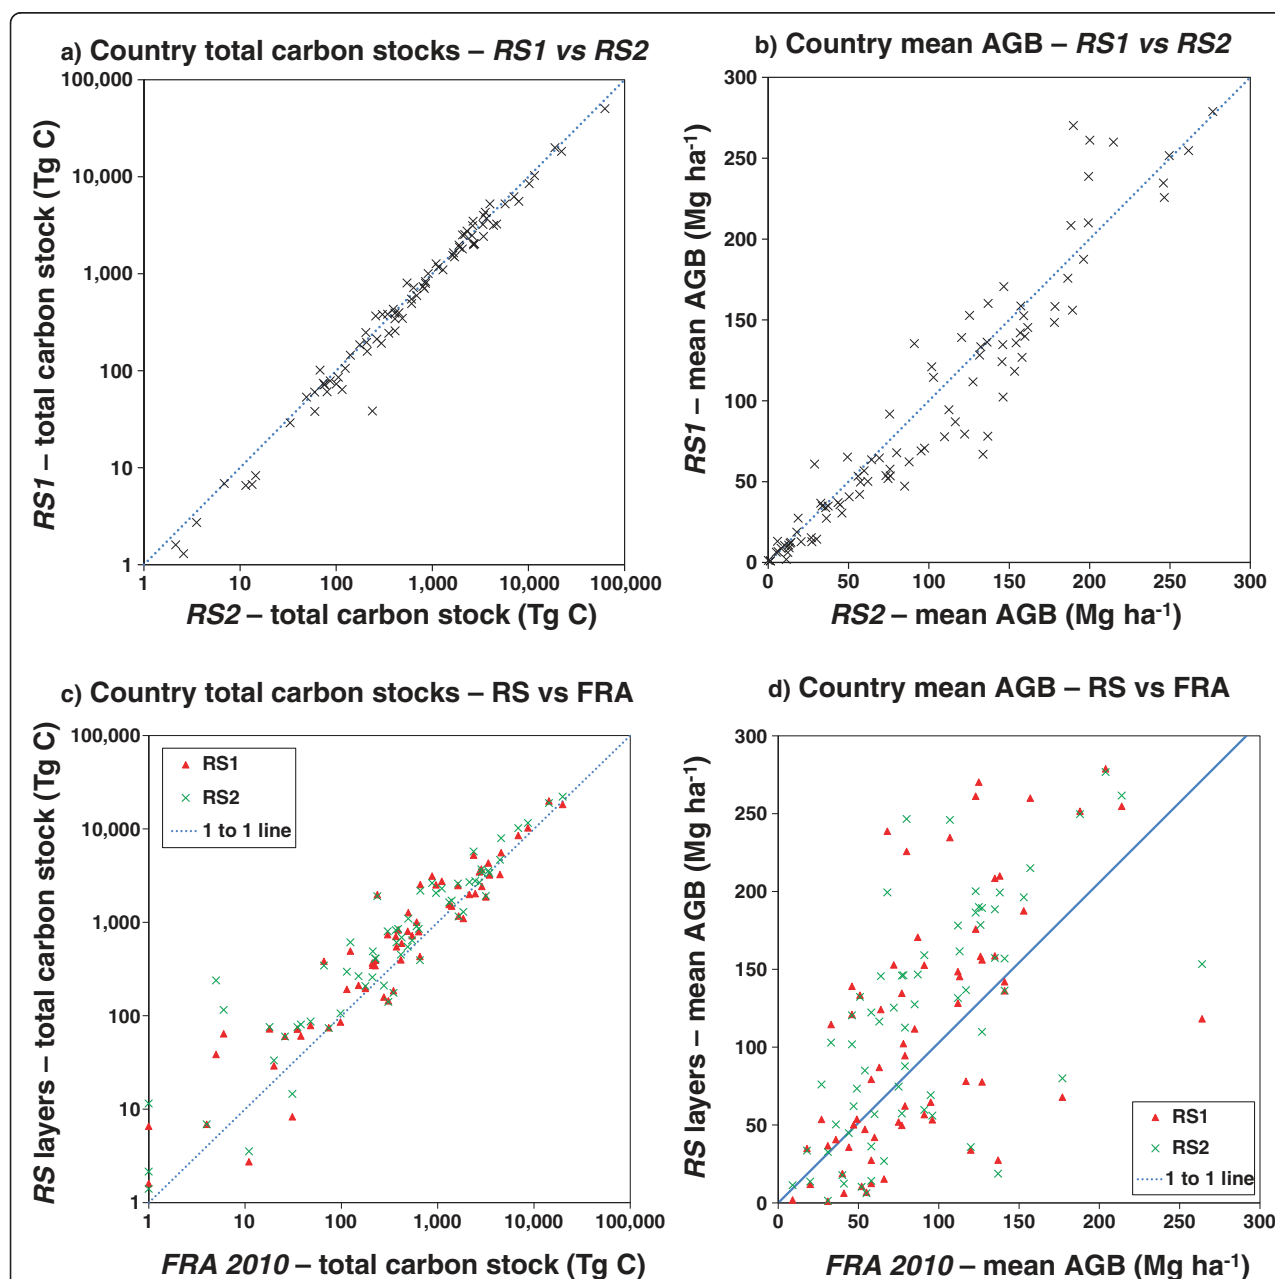 a) Country total carbon stocks – RS1 vs RS2
100,000
10,000
1,000
100
10
1
RS1 – total carbon stock (Tg C)
1 10 100 1,000 10,000 100,000
RS2 – total carbon stock (Tg C)
b) Country mean AGB – RS1 vs RS2
300
250
200
150
100
50
0
RS1 – mean AGB (Mg ha-1)
0 50 100 150 200 250 300
RS2 – mean AGB (Mg ha-1)
c) Country total carbon stocks – RS vs FRA
100,000
10,000
1,000
100
10
1
RS layers – total carbon stock (Tg C)
RS1
RS2
1 to 1 line
1 10 100 1,000 10,000 100,000
FRA 2010 – total carbon stock (Tg C)
d) Country mean AGB – RS vs FRA
300
250
200
150
100
50
0
RS layers – mean AGB (Mg ha-1)
RS1
RS2
1 to 1 line
0 50 100 150 200 250 300
FRA 2010 – mean AGB (Mg ha-1)